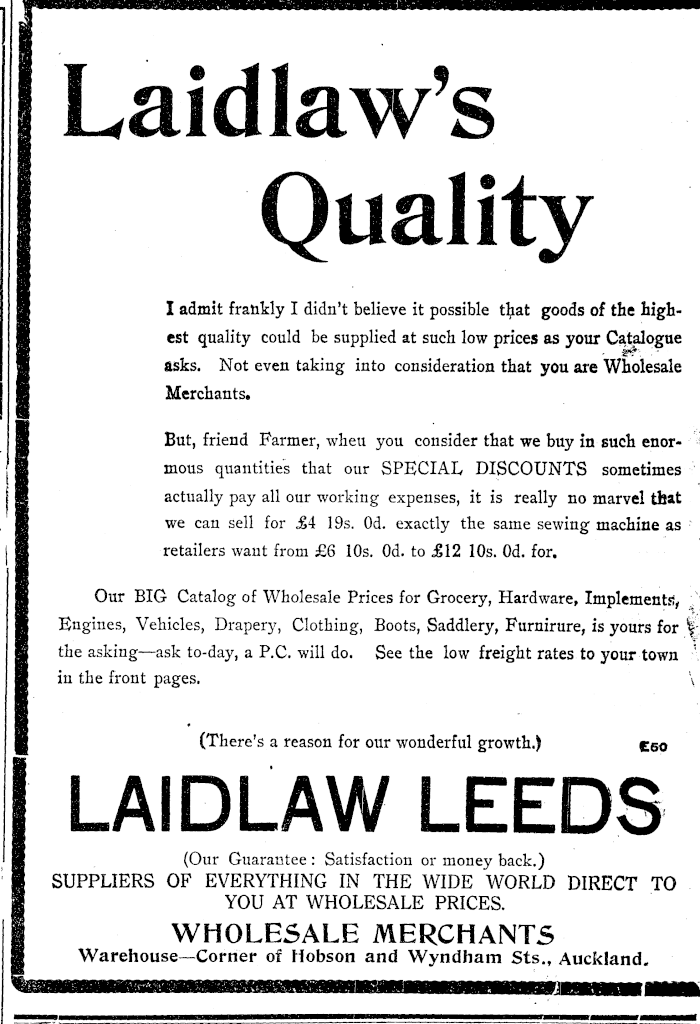 Laidlaw's
Quality
I admit frankly I didn't believe it possible that goods of the high-
est quality could be supplied at such low prices as your Catalogue
asks. Not even taking into consideration that you are Wholesale
Merchants.
But, friend Farmer, when you consider that we buy in such enor-
mous quantities that our SPECIAL DISCOUNTS sometimes
actually pay all our working expenses, it is really no marvel that
we can sell for £4 19s. 0d. exactly the same sewing machine as
retailers want from £6 10s. 0d. to £12 10s. 0d. for.
Our BIG Catalog of Wholesale Prices for Grocery, Hardware, Implements,
Engines, Vehicles, Drapery, Clothing, Boots, Saddlery, Furnirure, is yours for
the asking—ask to-day, a P.C. will do. See the low freight rates to your town
in the front pages.
(There's a reason for our wonderful growth.) E50
LAIDLAW LEEDS
(Our Guarantee: Satisfaction or money back.)
SUPPLIERS OF EVERYTHING IN THE WIDE WORLD DIRECT TO
YOU AT WHOLESALE PRICES.
WHOLESALE MERCHANTS
Warehouse—Corner of Hobson and Wyndham Sts., Auckland.